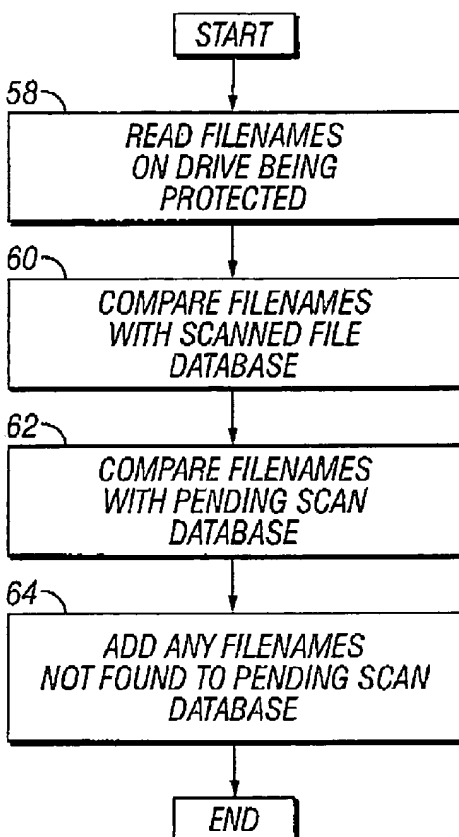 START
58
READ FILENAMES
ON DRIVE BEING
PROTECTED
60
COMPARE FILENAMES
WITH SCANNED FILE
DATABASE
62
COMPARE FILENAMES
WITH PENDING SCAN
DATABASE
64
ADD ANY FILENAMES
NOT FOUND TO PENDING SCAN
DATABASE
END